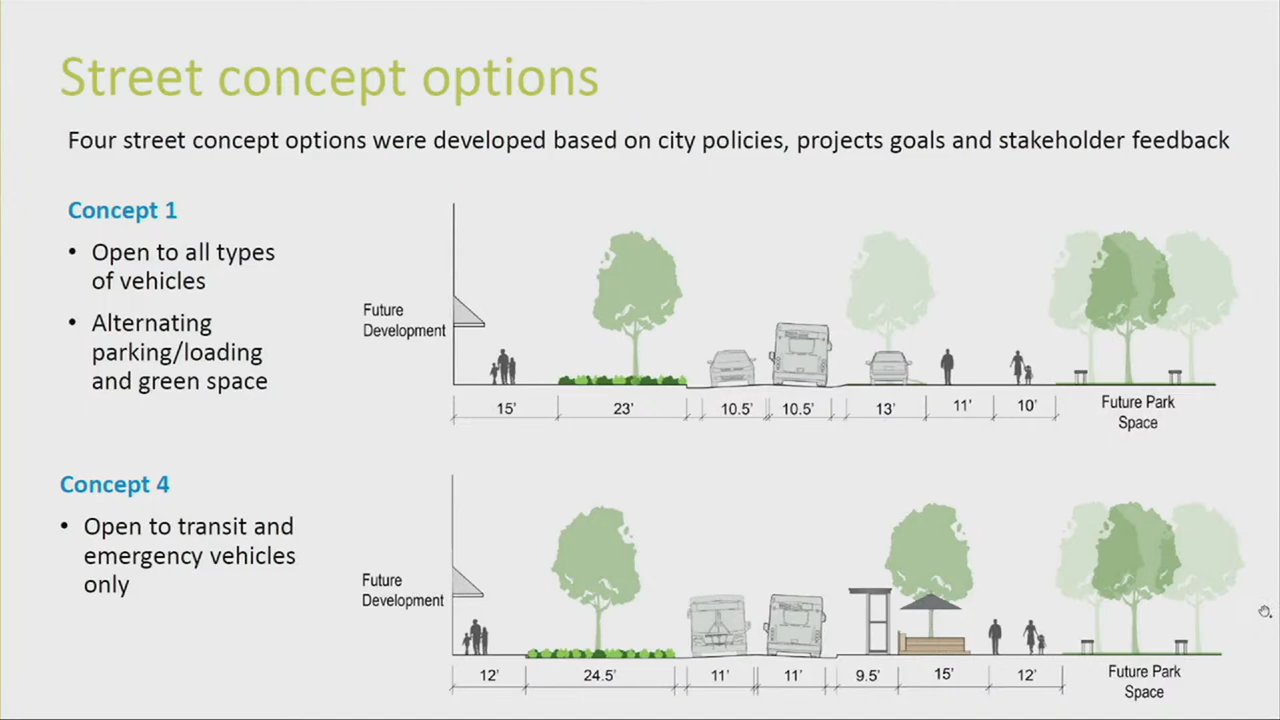 Street concept options
Four street concept options were developed based on city policies, projects goals and stakeholder feedback
Concept 1
• Open to all types
of vehicles
• Alternating
parking/loading
and green space
Future
Development
15' 23' 10.5' 10.5' 13' 11' 10'
Future Park
Space
Concept 4
• Open to transit and
emergency vehicles
only
Future
Development
12' 24.5' 11' 11' 9.5' 15' 12'
Future Park
Space